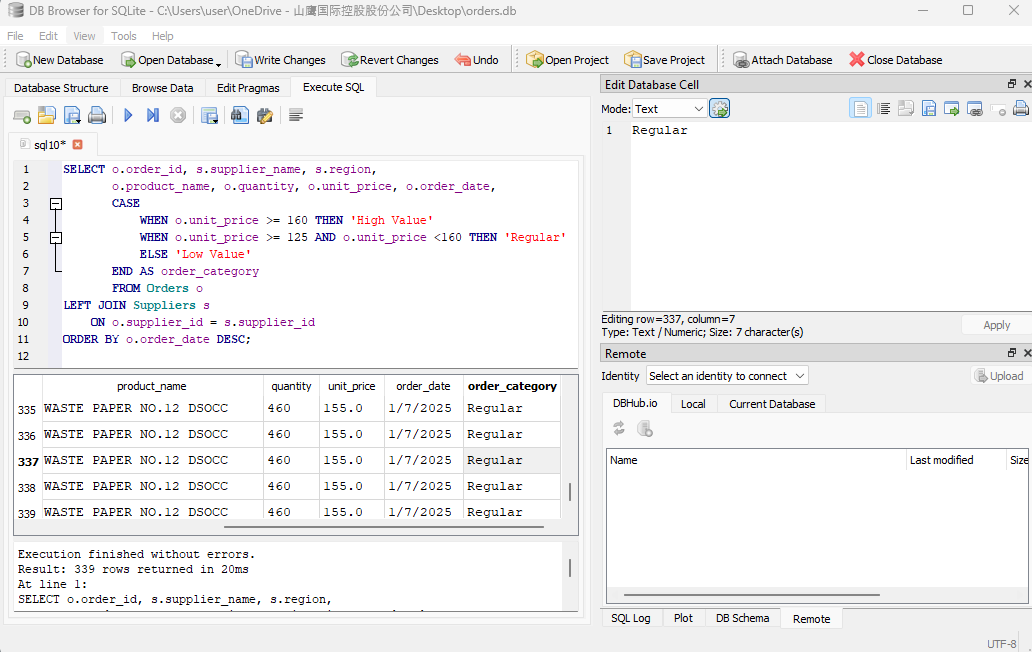 DB Browser for SQLite - C:\Users\user\OneDrive - 山鹰国际控股股份公司\Desktop\orders.db
File Edit View Tools Help
New Database Open Database Write Changes Revert Changes Undo Open Project Save Project Attach Database Close Database
Database Structure Browse Data Edit Pragmas Execute SQL
sql10*
1 SELECT o.order_id, s.supplier_name, s.region,
2 o.product_name, o.quantity, o.unit_price, o.order_date,
3 CASE
4 WHEN o.unit_price >= 160 THEN 'High Value'
5 WHEN o.unit_price >= 125 AND o.unit_price <160 THEN 'Regular'
6 ELSE 'Low Value'
7 END AS order_category
8 FROM Orders o
9 LEFT JOIN Suppliers s
10 ON o.supplier_id = s.supplier_id
11 ORDER BY o.order_date DESC;
12
product_name quantity unit_price order_date order_category
335 WASTE PAPER NO.12 DSOCC 460 155.0 1/7/2025 Regular
336 WASTE PAPER NO.12 DSOCC 460 155.0 1/7/2025 Regular
337 WASTE PAPER NO.12 DSOCC 460 155.0 1/7/2025 Regular
338 WASTE PAPER NO.12 DSOCC 460 155.0 1/7/2025 Regular
339 WASTE PAPER NO.12 DSOCC 460 155.0 1/7/2025 Regular
Execution finished without errors.
Result: 339 rows returned in 20ms
At line 1:
SELECT o.order_id, s.supplier_name, s.region,
Edit Database Cell
Mode: Text
1 Regular
Editing row=337, column=7
Type: Text / Numeric; Size: 7 character(s)
Apply
Remote
Identity Select an identity to connect Upload
DBHub.io Local Current Database
Name Last modified Size
SQL Log Plot DB Schema Remote
UTF-8